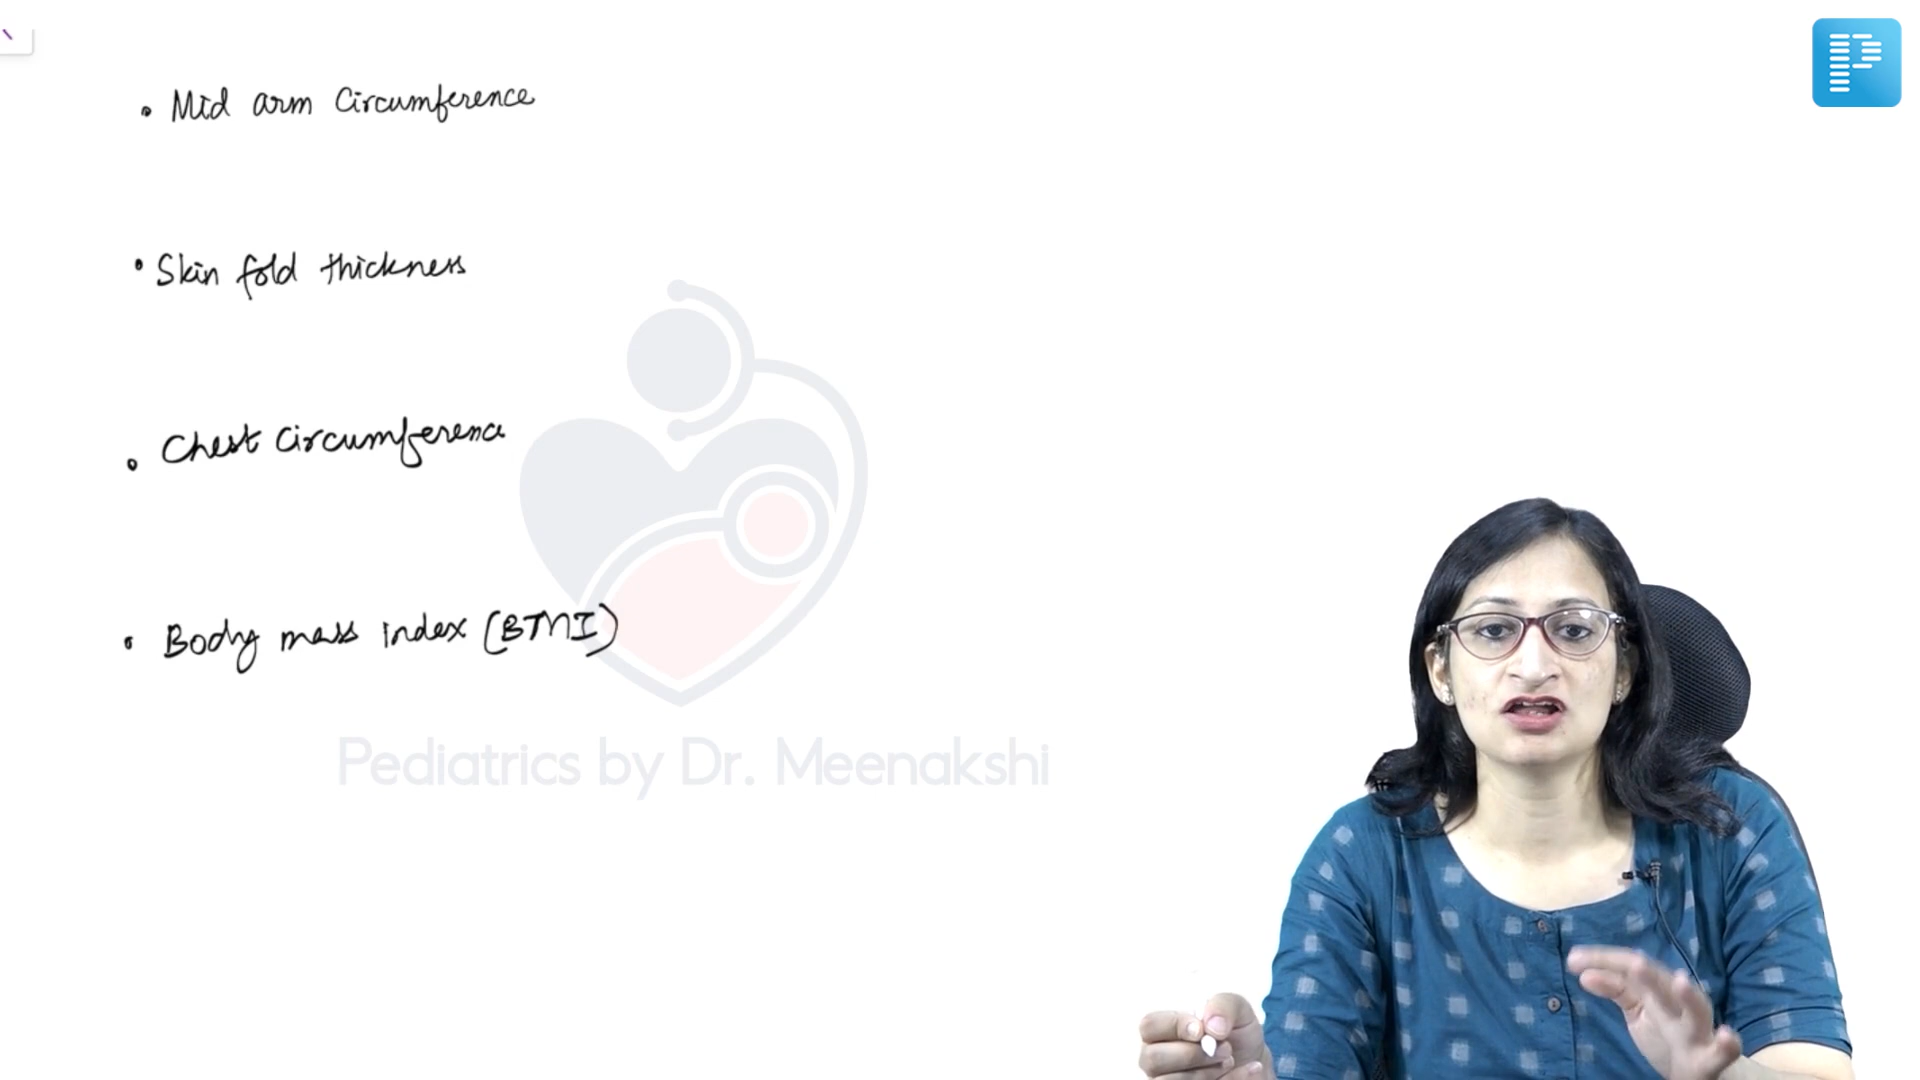 • Mid arm Circumference
• Skin fold thickness
• Chest Circumference
• Body mass index (BMI)
Pediatrics by Dr. Meenakshi
P